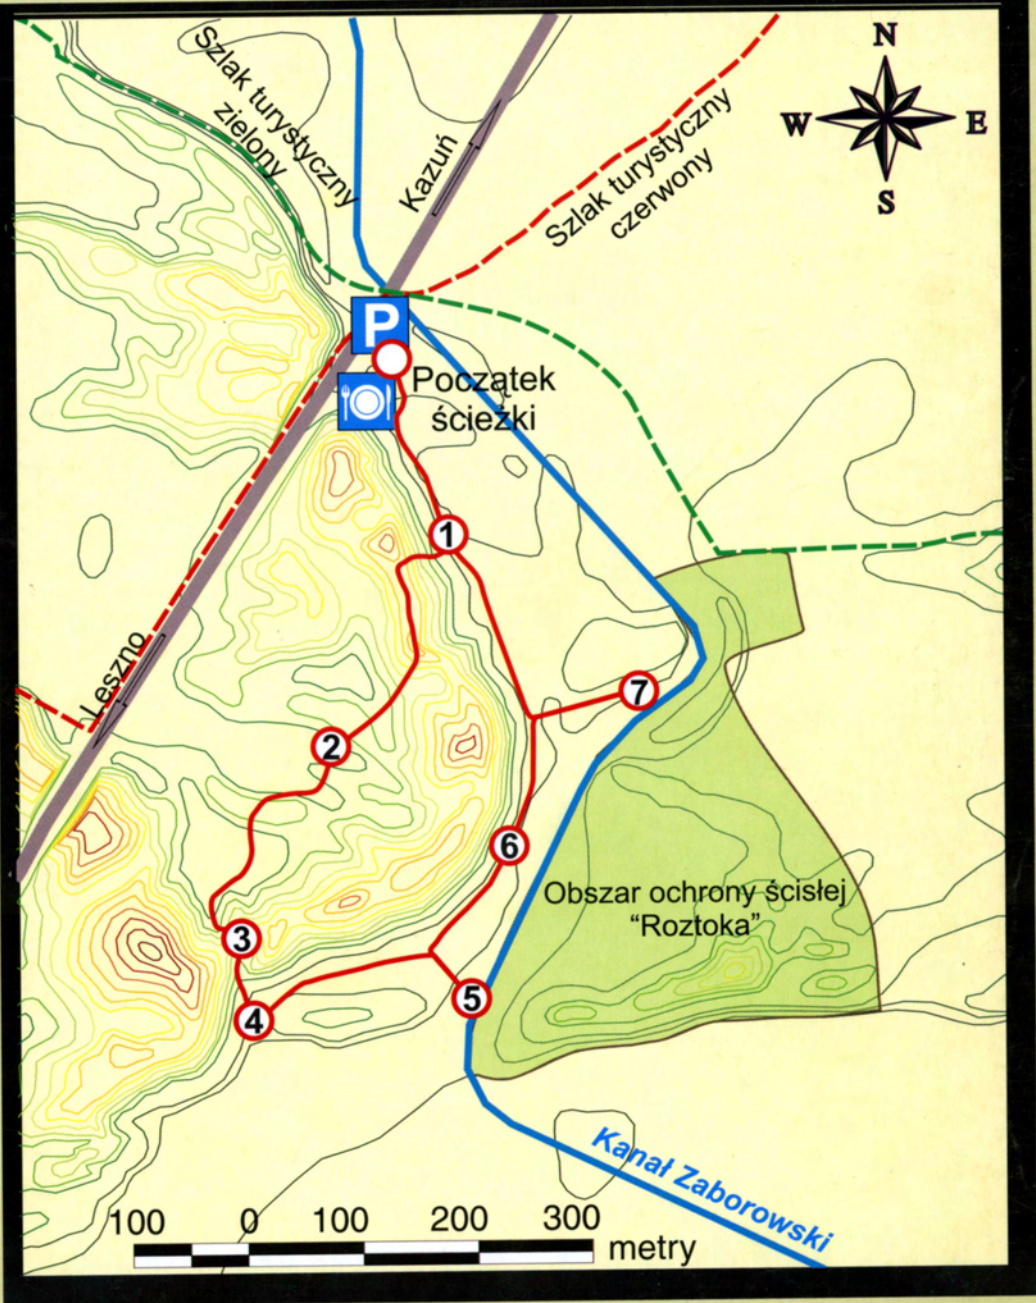 N
W E
S
Szlak turystyczny
zielony
Kazuń
Szlak turystyczny
czerwony
P
Początek
ścieżki
1
Leszno
7
2
6
Obszar ochrony ścisłej
“Roztoka”
3
5
4
Kanał Zaborowski
100 0 100 200 300
metry